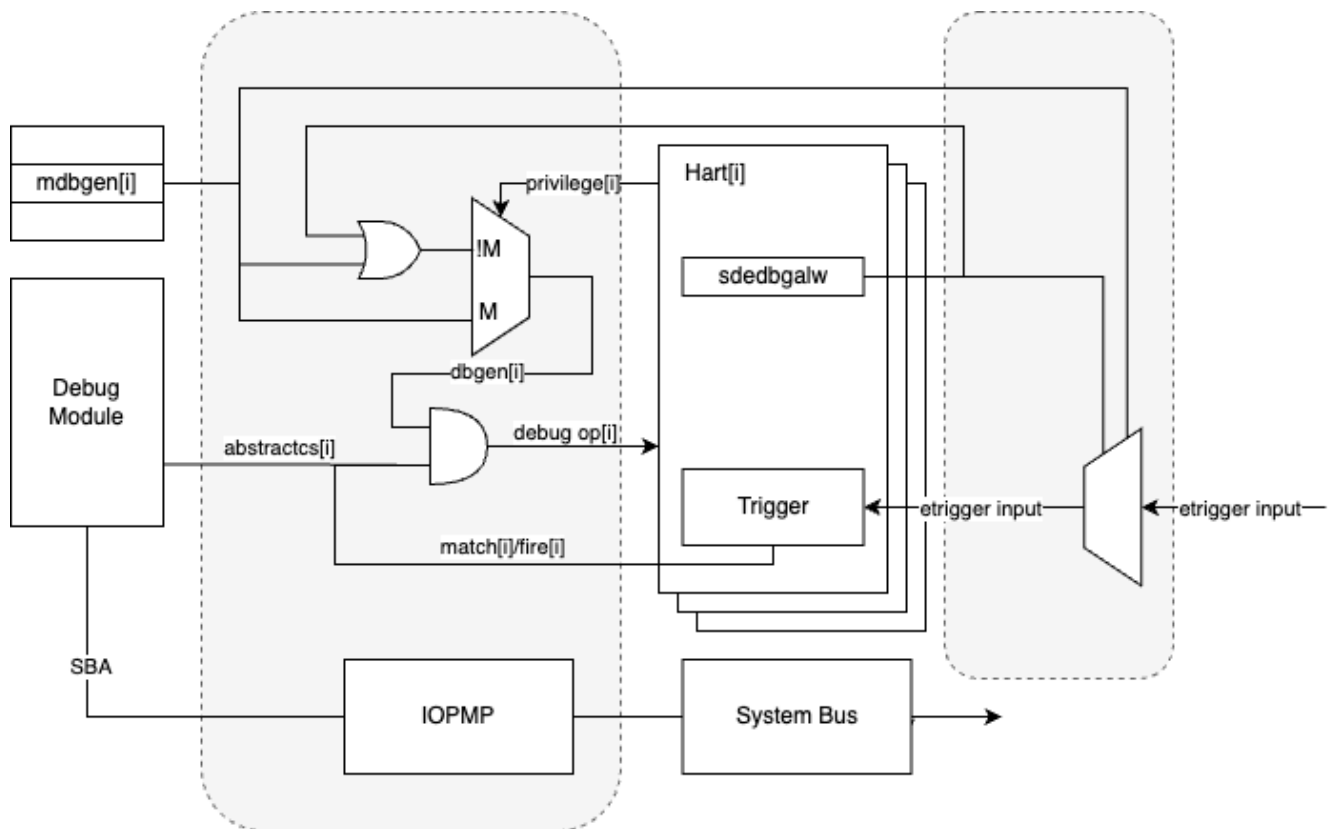 privilege[i]
Hart[i]
mdbgen[i]
!M
sdedbgalw
M
dbgen[i]
Debug
Module
debug op[i]
abstractcs[i]
Trigger
etrigger input
etrigger input
match[i]/fire[i]
SBA
IOPMP
System Bus